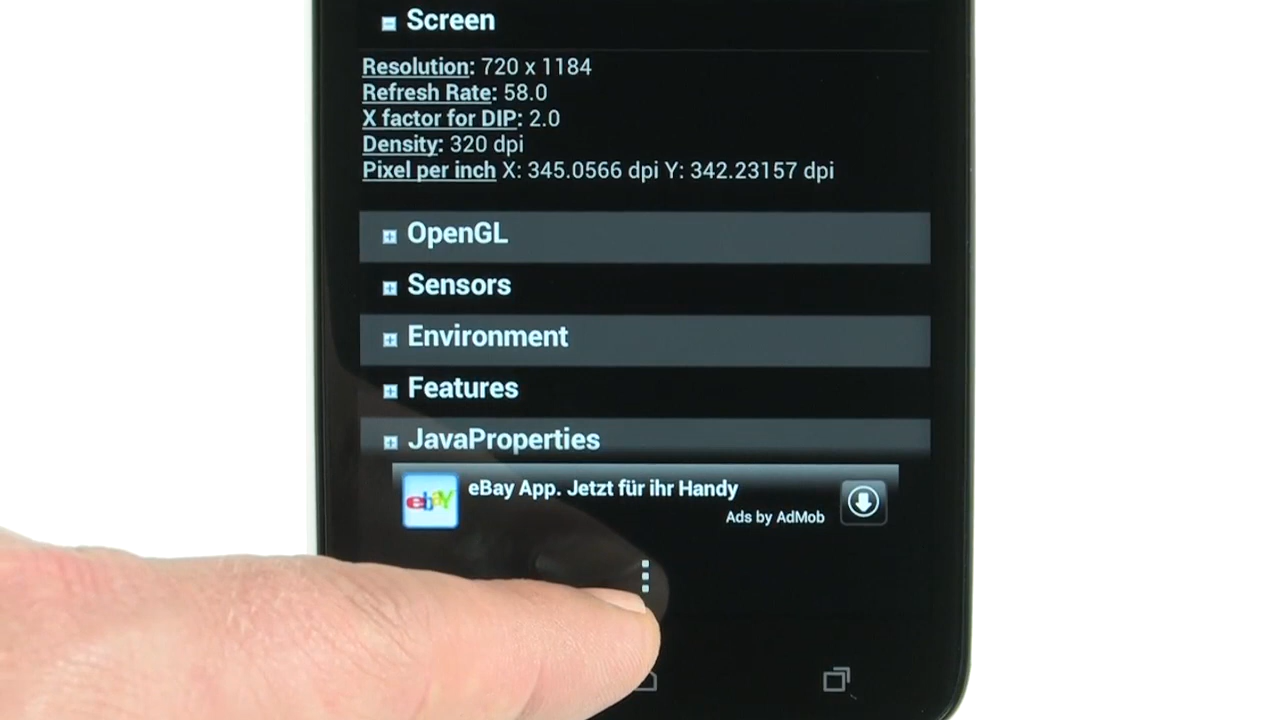 Screen
Resolution: 720 x 1184
Refresh Rate: 58.0
X factor for DIP: 2.0
Density: 320 dpi
Pixel per inch X: 345.0566 dpi Y: 342.23157 dpi
OpenGL
Sensors
Environment
Features
JavaProperties
ebaY
eBay App. Jetzt für ihr Handy
Ads by AdMob